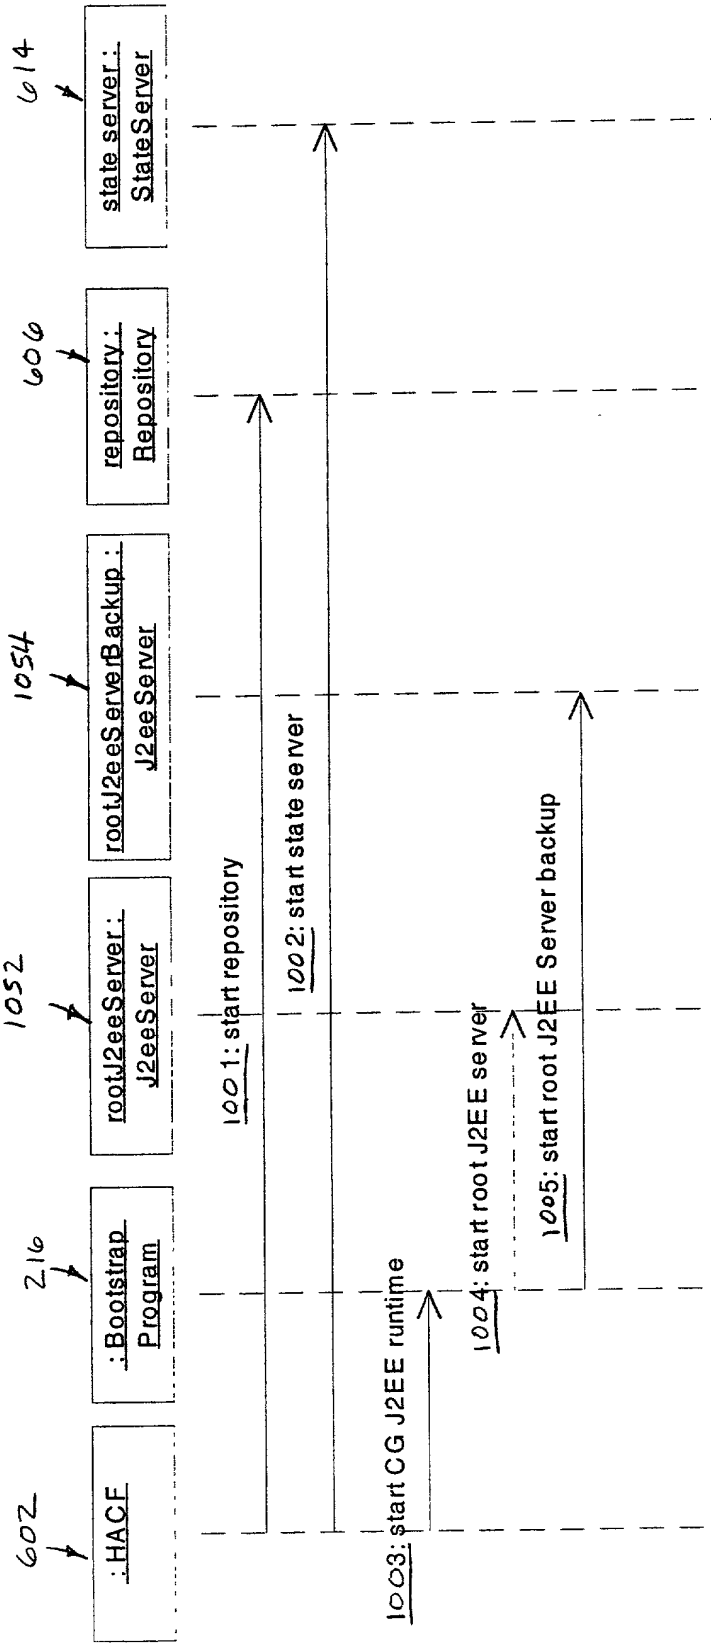 602
216
1052
1054
606
614
:HACF
:Bootstrap
Program
rootJ2eeServer:
J2eeServer
rootJ2eeServerBackup:
J2eeServer
repository:
Repository
state server:
StateServer
1001: start repository
1002: start state server
1003: start CG J2EE runtime
1004: start root J2EE server
1005: start root J2EE Server backup